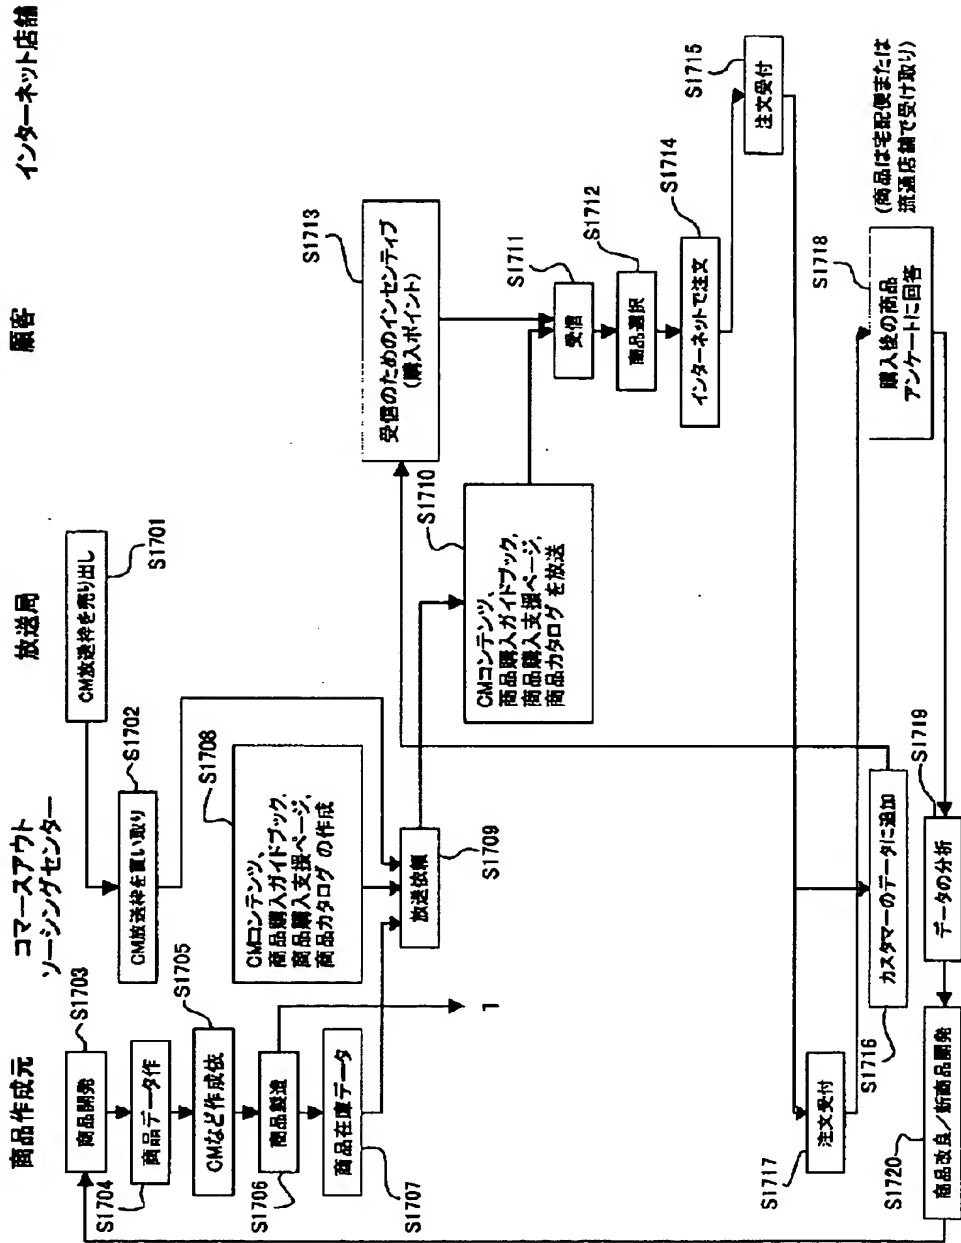 商品作成元
コマースアウト
ソーシングセンター
放送局
顧客
インターネット店舗
CM放送枠を売り出し
S1701
CM放送枠を買い取り
S1702
商品開発
S1703
商品データ作
S1704
CMなど作成依
S1705
商品製造
S1706
商品在庫データ
S1707
CMコンテンツ、
商品購入ガイドブック、
商品購入支援ページ、
商品カタログ の作成
S1708
放送依頼
S1709
CMコンテンツ、
商品購入ガイドブック、
商品購入支援ページ、
商品カタログ を放送
S1710
受信のためのインセンティブ
(購入ポイント)
S1713
受信
S1711
商品選択
S1712
インターネットで注文
S1714
注文受付
S1715
カスタマーのデータに追加
S1716
注文受付
S1717
購入後の商品
アンケートに回答
S1718
(商品は宅配便または
流通店舗で受け取り)
データの分析
S1719
商品改良/新商品開発
S1720